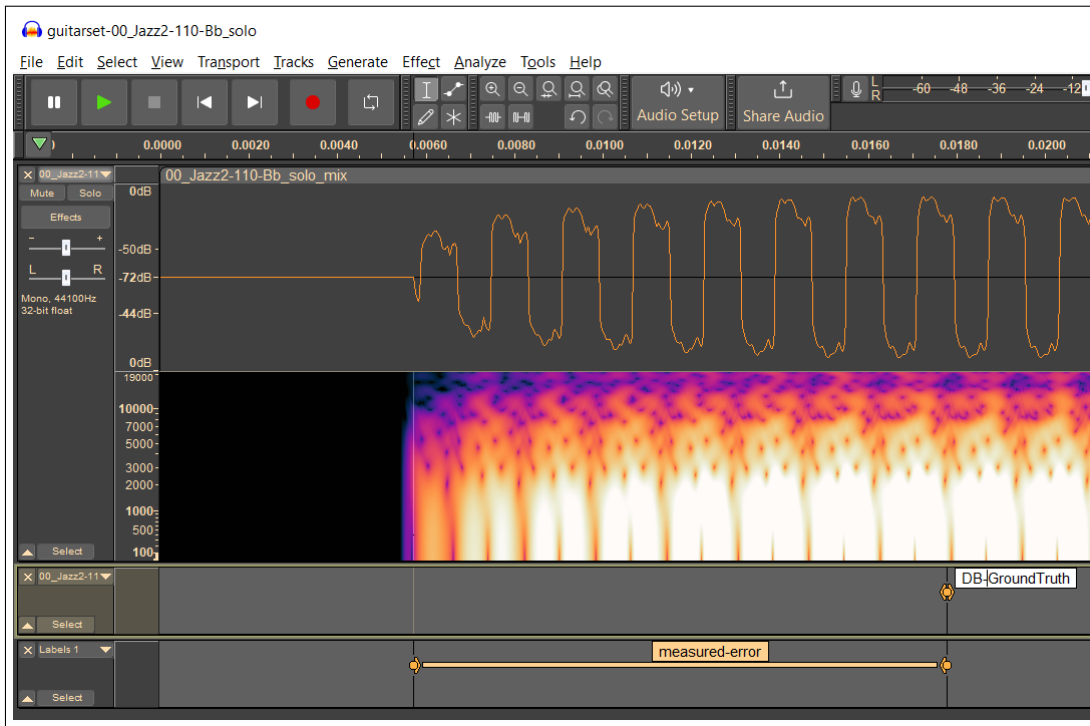 guitarset-00_Jazz2-110-Bb_solo
File Edit Select View Transport Tracks Generate Effect Analyze Tools Help
Audio Setup
Share Audio
L
R
-60 -48 -36 -24 -12
0.0000 0.0020 0.0040 0.0060 0.0080 0.0100 0.0120 0.0140 0.0160 0.0180 0.0200
00_Jazz2-11
00_Jazz2-110-Bb_solo_mix
Mute Solo
Effects
- +
L R
Mono, 44100Hz
32-bit float
Select
0dB
-50dB
-72dB
-44dB
0dB
19000
10000
7000
5000
3000
2000
1000
500
100
00_Jazz2-11
DB-GroundTruth
Select
Labels 1
measured-error
Select